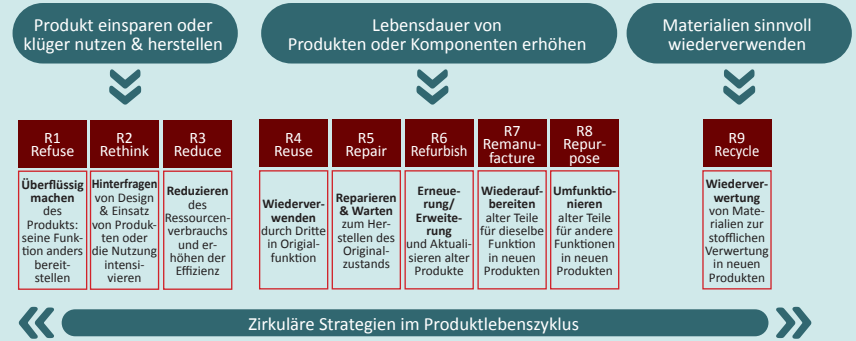 Produkt einsparen oder
klüger nutzen & herstellen
Lebensdauer von
Produkten oder Komponenten erhöhen
Materialien sinnvoll
wiederverwenden
R1
Refuse
R2
Rethink
R3
Reduce
R4
Reuse
R5
Repair
R6
Refurbish
R7
Remanu-
facture
R8
Repur-
pose
R9
Recycle
Überflüssig
machen
des
Produkts:
seine Funk-
tion anders
bereit-
stellen
Hinterfragen
von Design
& Einsatz
von Produk-
ten oder
die Nutzung
intensi-
vieren
Reduzieren
des
Ressourcen-
verbrauchs
und er-
höhen der
Effizienz
Wiederver-
wenden
durch Dritte
in Origial-
funktion
Reparieren
& Warten
zum Her-
stellen des
Original-
zustands
Erneue-
rung/
Erweite-
rung
und Aktuali-
sieren alter
Produkte
Wiederauf-
bereiten
alter Teile
für dieselbe
Funktion
in neuen
Produkten
Umfunktio-
nieren
alter Teile
für andere
Funktionen
in neuen
Produkten
Wiederver-
wertung
von Mate-
rialien zur
stofflichen
Verwertung
in neuen
Produkten
Zirkuläre Strategien im Produktlebenszyklus